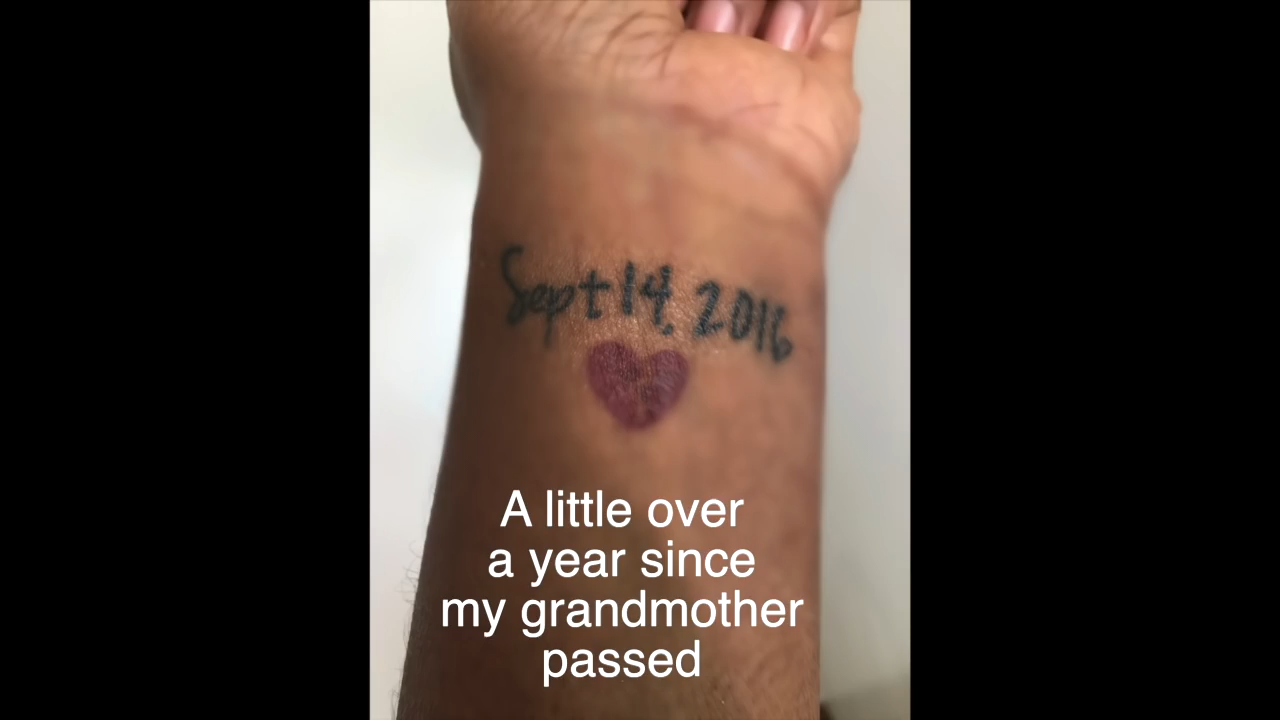 Sept 14, 2016
A little over
a year since
my grandmother
passed